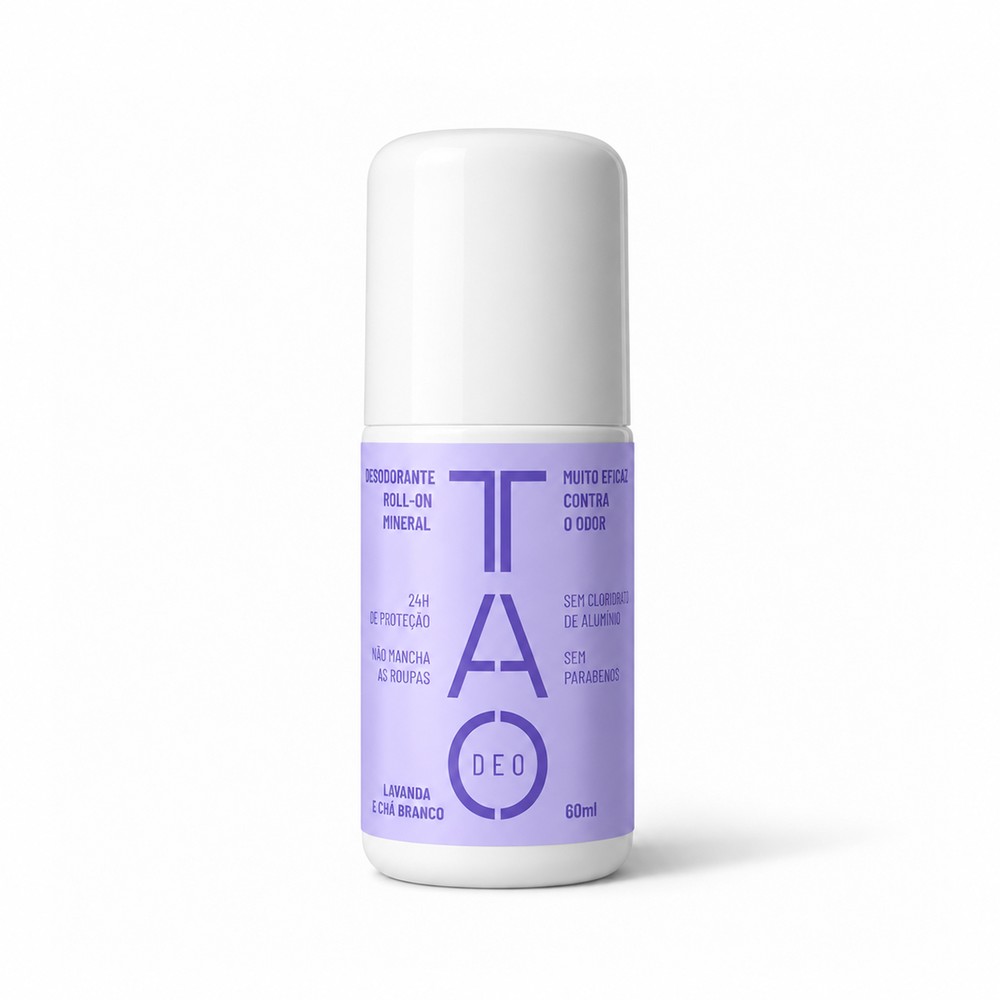 DESODORANTE
ROLL-ON
MINERAL
MUITO EFICAZ
CONTRA
O ODOR
TAO
24H
DE PROTEÇÃO
SEM CLORIDRATO
DE ALUMÍNIO
NÃO MANCHA
AS ROUPAS
SEM
PARABENOS
DEO
LAVANDA
E CHÁ BRANCO
60ml